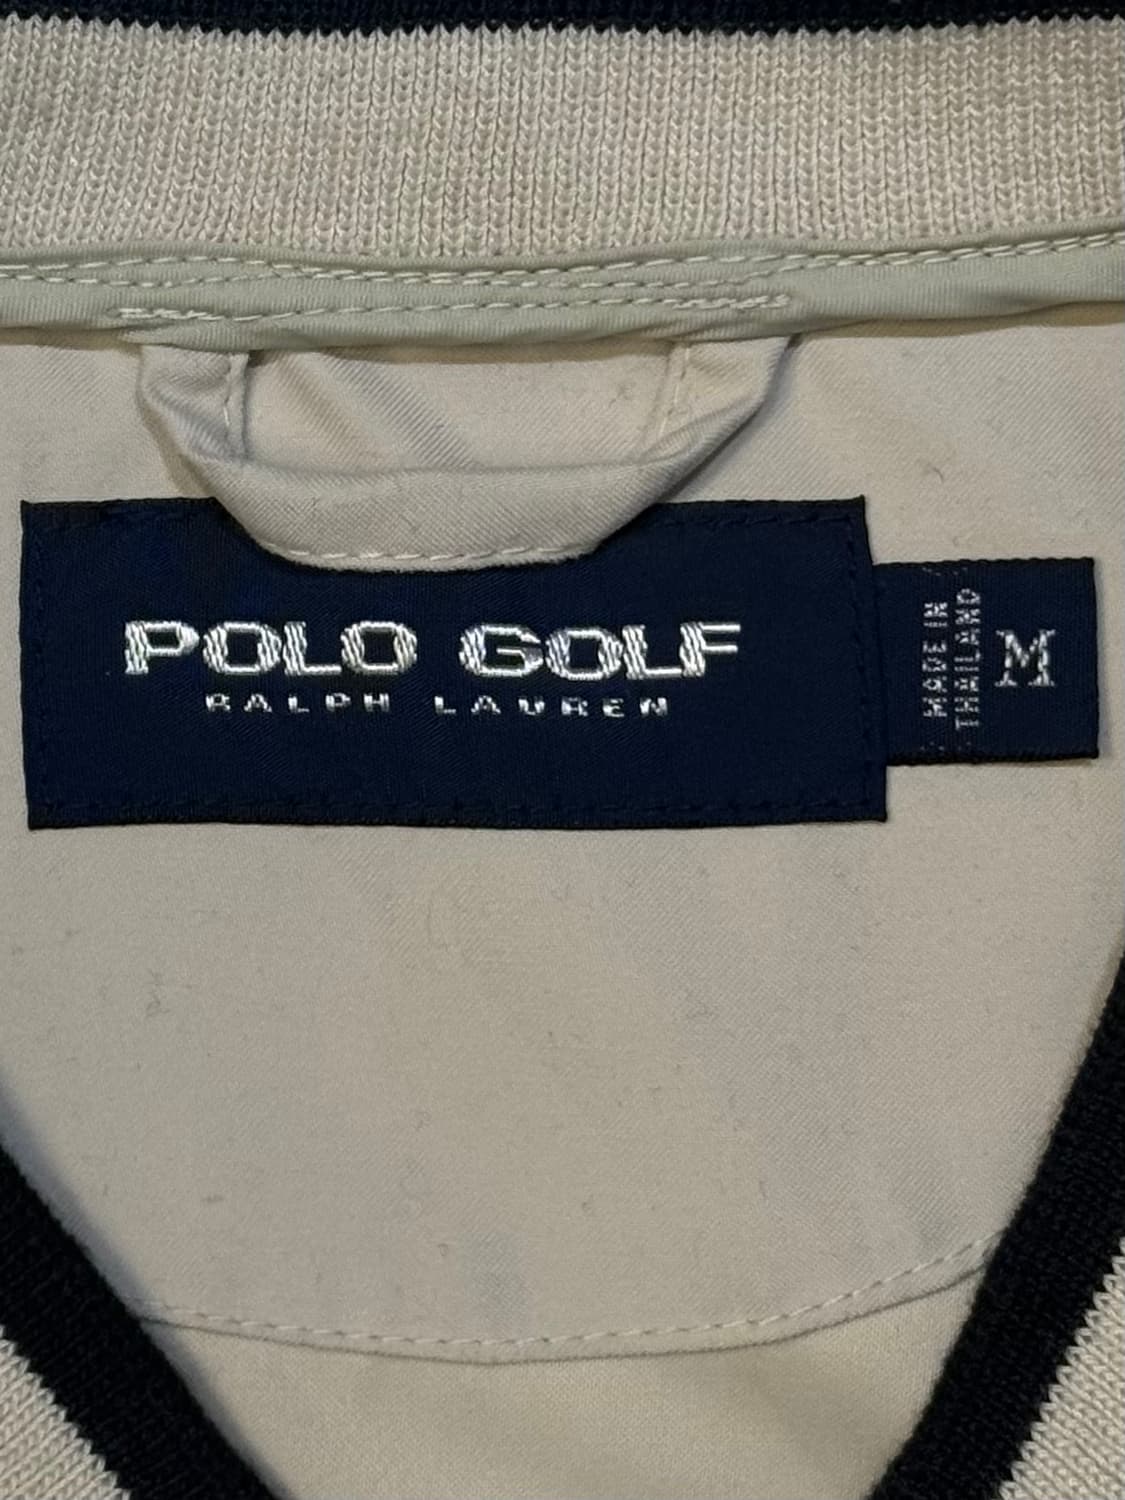 POLO GOLF
RALPH LAUREN
MADE IN
THAILAND
M